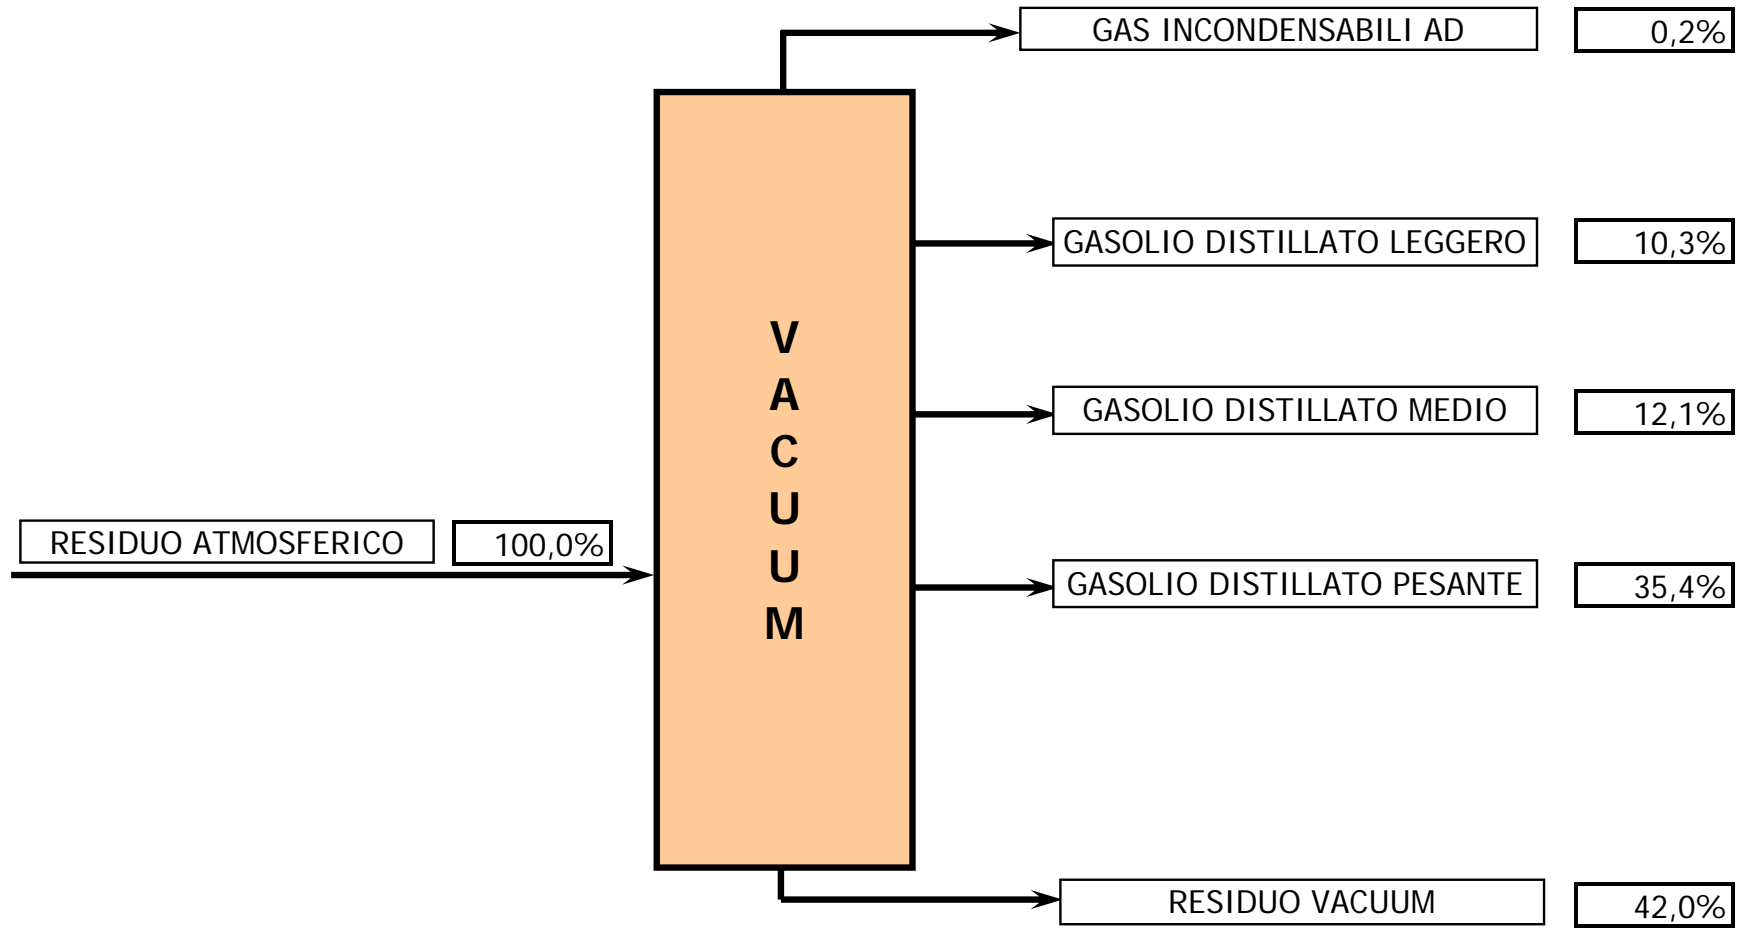 GAS INCONDENSABILI AD 0,2%
GASOLIO DISTILLATO LEGGERO 10,3%
V
A
C
U
U
M
GASOLIO DISTILLATO MEDIO 12,1%
RESIDUO ATMOSFERICO 100,0%
GASOLIO DISTILLATO PESANTE 35,4%
RESIDUO VACUUM 42,0%